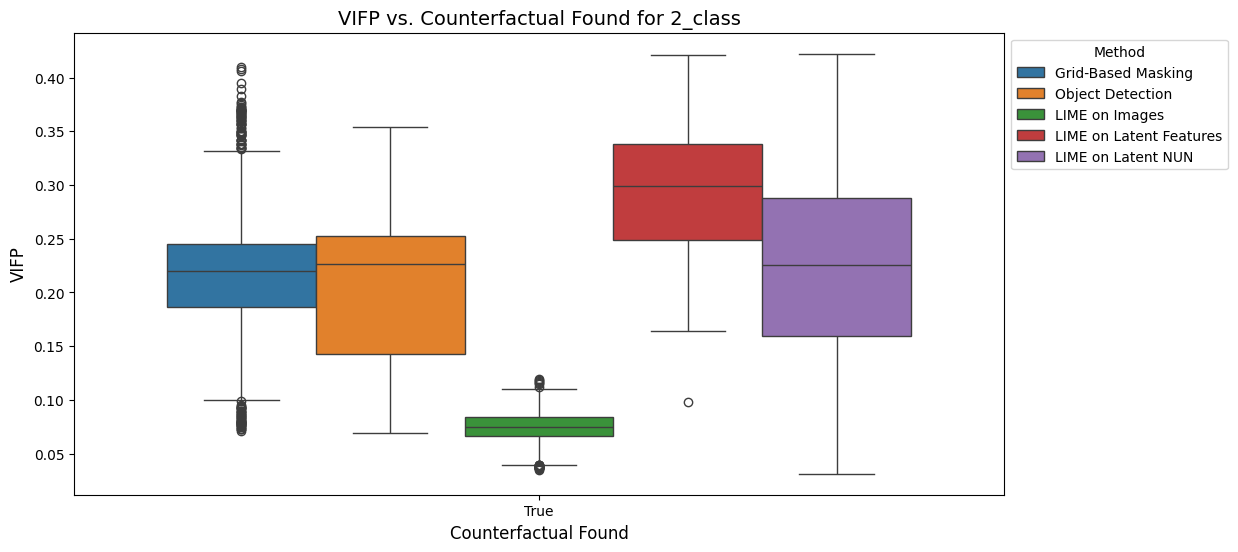 VIFP vs. Counterfactual Found for 2_class
VIFP
0.40
0.35
0.30
0.25
0.20
0.15
0.10
0.05
True
Counterfactual Found
Method
Grid-Based Masking
Object Detection
LIME on Images
LIME on Latent Features
LIME on Latent NUN